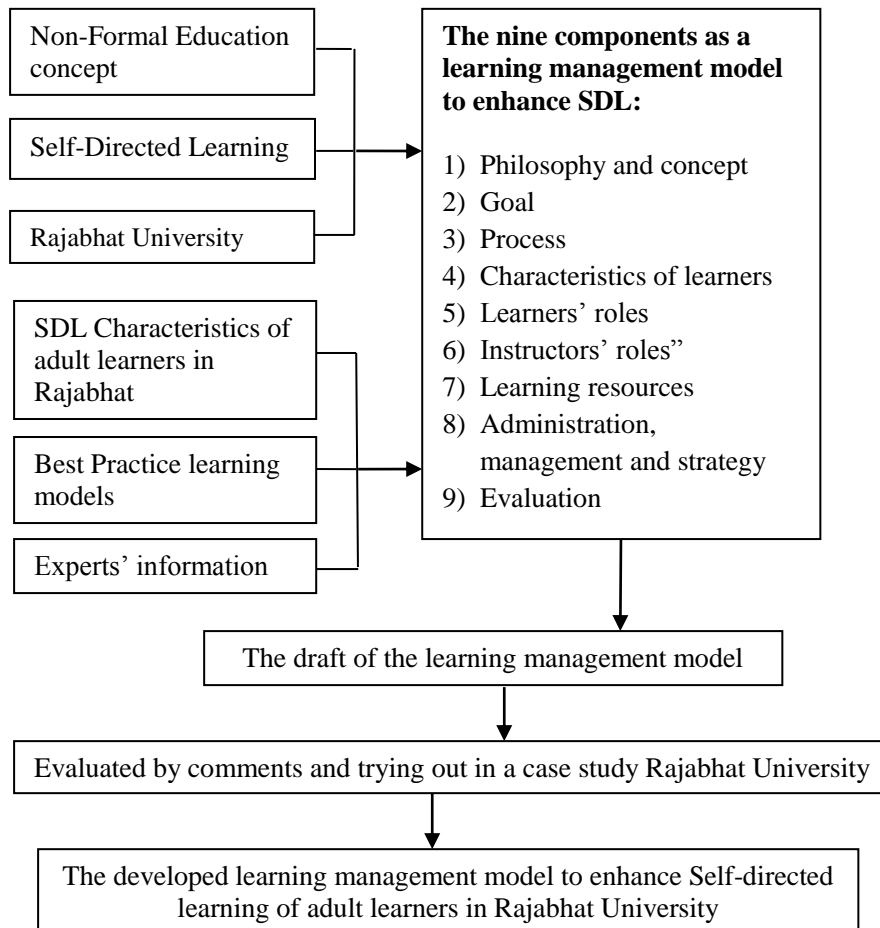 Non-Formal Education
concept
Self-Directed Learning
Rajabhat University
SDL Characteristics of
adult learners in
Rajabhat
Best Practice learning
models
Experts’ information
The nine components as a
learning management model
to enhance SDL:
1) Philosophy and concept
2) Goal
3) Process
4) Characteristics of learners
5) Learners’ roles
6) Instructors’ roles”
7) Learning resources
8) Administration,
management and strategy
9) Evaluation
The draft of the learning management model
Evaluated by comments and trying out in a case study Rajabhat University
The developed learning management model to enhance Self-directed
learning of adult learners in Rajabhat University